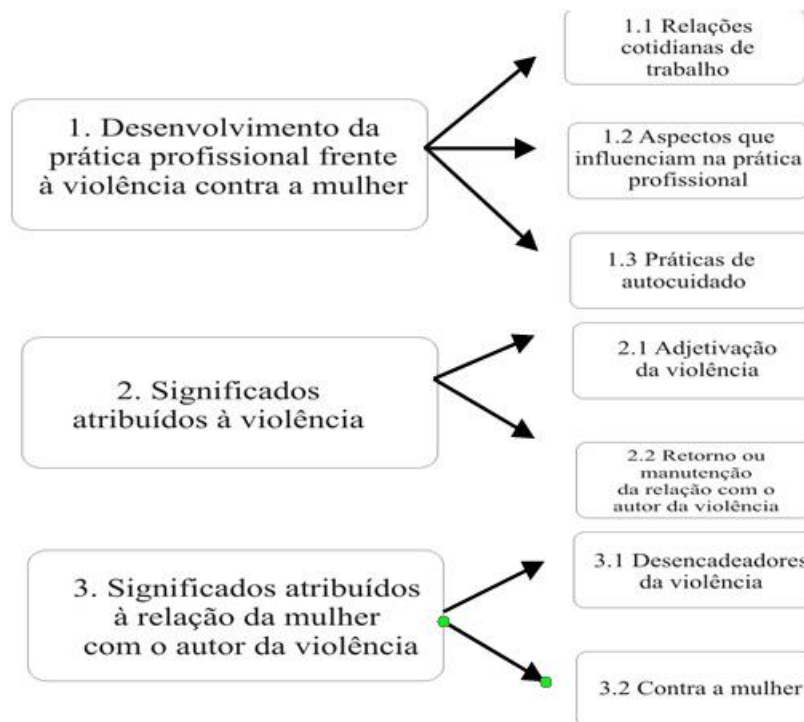 1. Desenvolvimento da
prática profissional frente
à violência contra a mulher
1.1 Relações
cotidianas de
trabalho
1.2 Aspectos que
influenciam na prática
profissional
1.3 Práticas de
autocuidado
2. Significados
atribuídos à violência
2.1 Adjetivação
da violência
2.2 Retorno ou
manutenção
da relação com o
autor da violência
3. Significados atribuídos
à relação da mulher
com o autor da violência
3.1 Desencadeadores
da violência
3.2 Contra a mulher